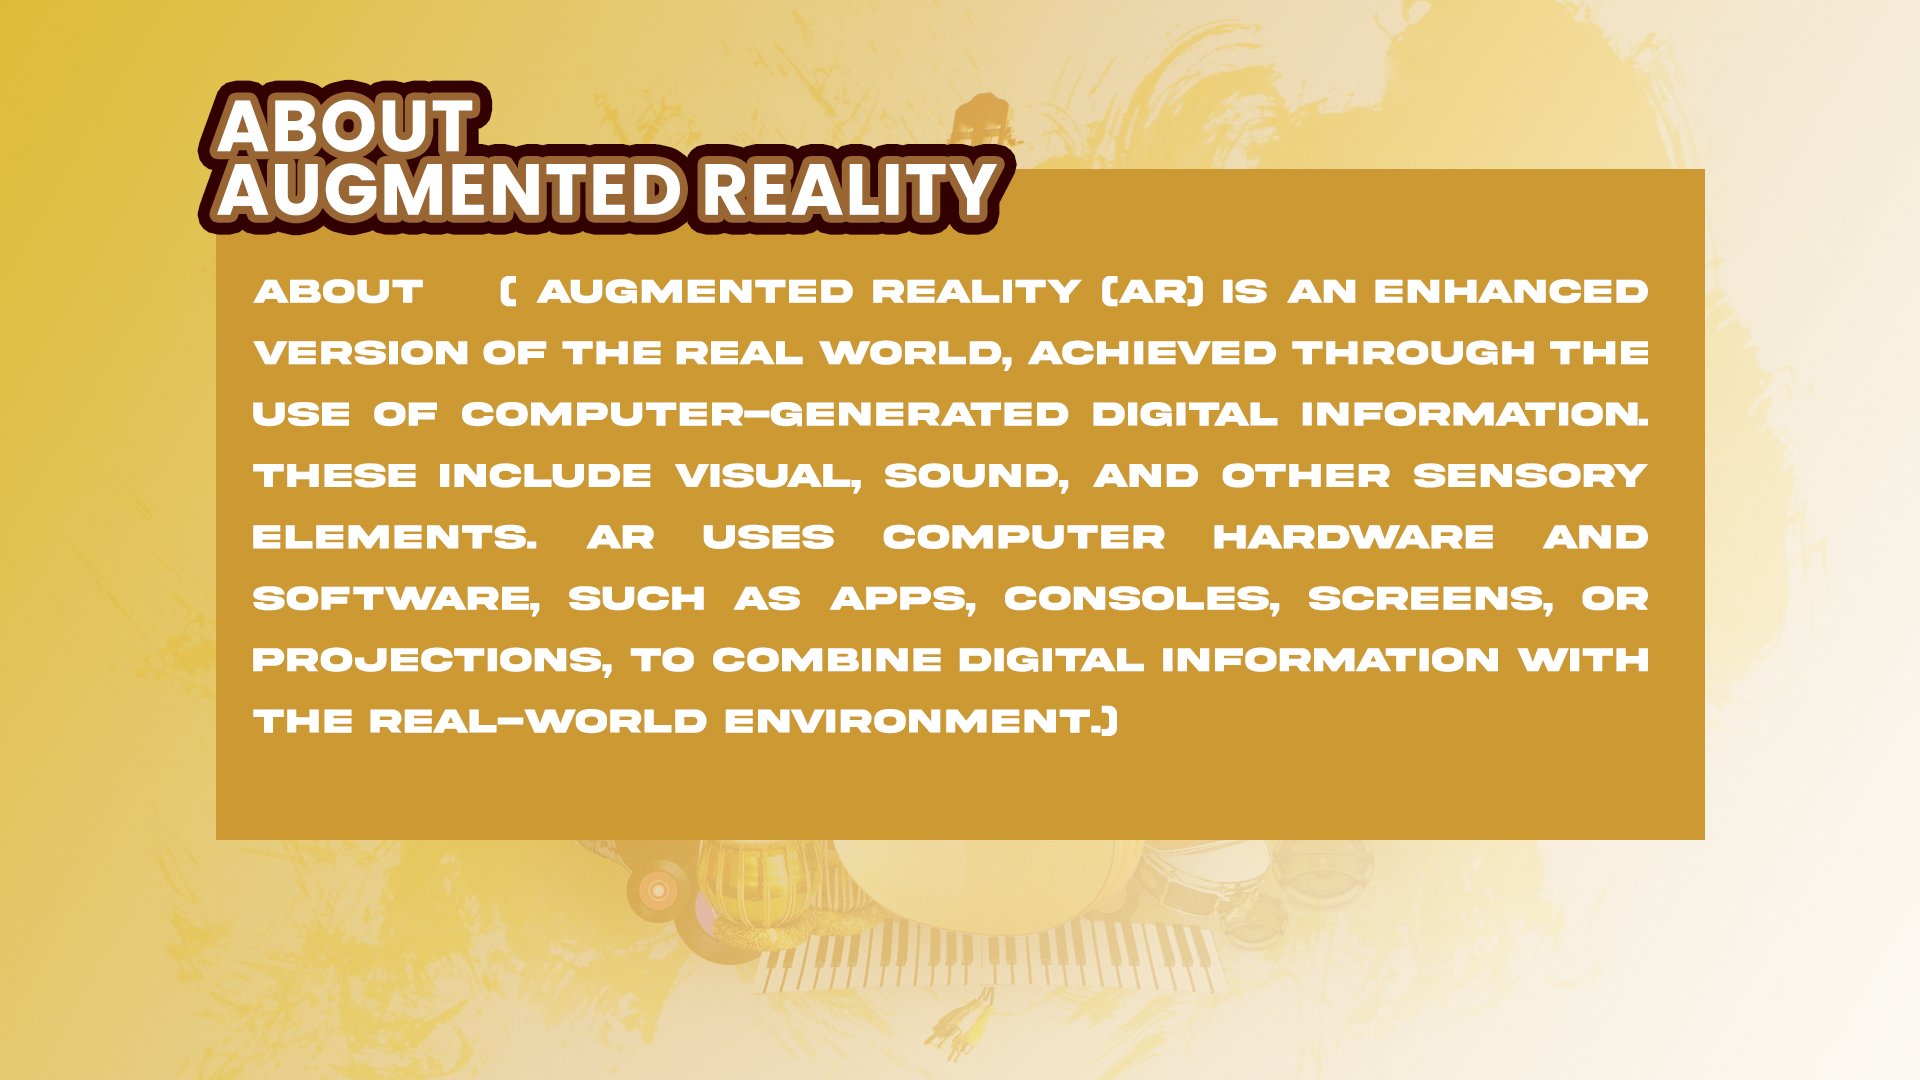 ABOUT
AUGMENTED REALITY
ABOUT ( AUGMENTED REALITY (AR) IS AN ENHANCED
VERSION OF THE REAL WORLD, ACHIEVED THROUGH THE
USE OF COMPUTER-GENERATED DIGITAL INFORMATION.
THESE INCLUDE VISUAL, SOUND, AND OTHER SENSORY
ELEMENTS. AR USES COMPUTER HARDWARE AND
SOFTWARE, SUCH AS APPS, CONSOLES, SCREENS, OR
PROJECTIONS, TO COMBINE DIGITAL INFORMATION WITH
THE REAL-WORLD ENVIRONMENT.)